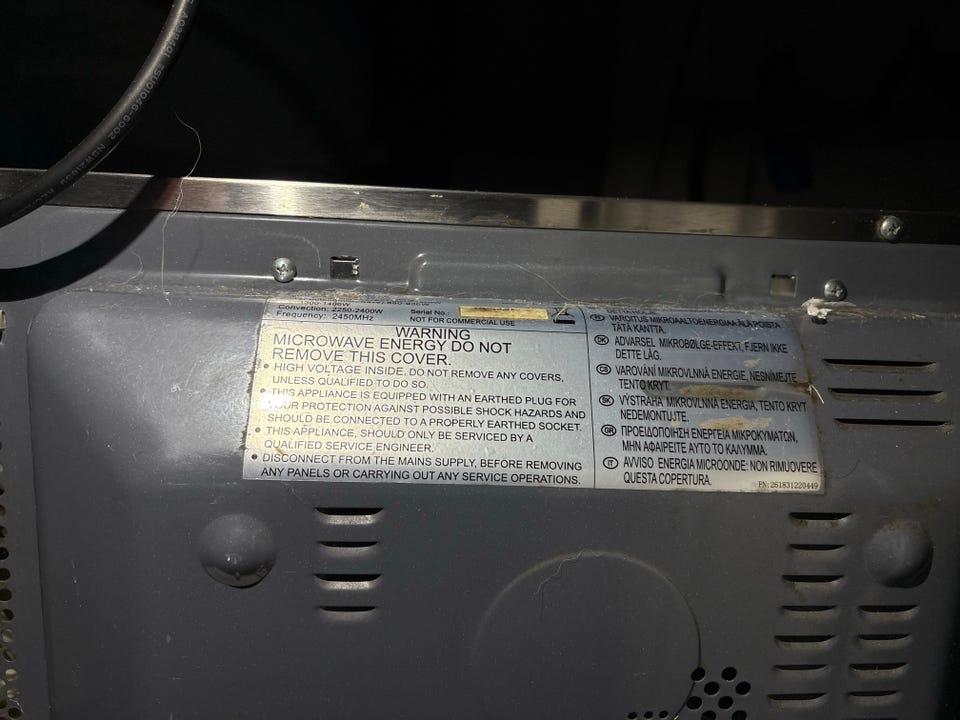 1300-1400W
Convection: 2250-2400W
Frequency: 2450MHz
Serial No.:
NOT FOR COMMERCIAL USE
WARNING
MICROWAVE ENERGY DO NOT
REMOVE THIS COVER.
• HIGH VOLTAGE INSIDE. DO NOT REMOVE ANY COVERS,
UNLESS QUALIFIED TO DO SO.
• THIS APPLIANCE IS EQUIPPED WITH AN EARTHED PLUG FOR
YOUR PROTECTION AGAINST POSSIBLE SHOCK HAZARDS AND
SHOULD BE CONNECTED TO A PROPERLY EARTHED SOCKET.
• THIS APPLIANCE, SHOULD ONLY BE SERVICED BY A
QUALIFIED SERVICE ENGINEER.
• DISCONNECT FROM THE MAINS SUPPLY, BEFORE REMOVING
ANY PANELS OR CARRYING OUT ANY SERVICE OPERATIONS.
VAROITUS MIKROAALTOENERGIAA ÄLÄ POISTA
TÄTÄ KANTTA.
DK ADVARSEL MIKROBØLGE-EFFEKT, FJERN IKKE
DETTE LÅG.
CS VAROVÁNÍ MIKROVLNNÁ ENERGIE, NESNÍMEJTE
TENTO KRYT
SK VÝSTRAHA MIKROVLNNÁ ENERGIA, TENTO KRYT
NEDEMONTUJTE.
GR ΠΡΟΕΙΔΟΠΟΙΗΣΗ ΕΝΕΡΓΕΙΑ ΜΙΚΡΟΚΥΜΑΤΩΝ,
ΜΗΝ ΑΦΑΙΡΕΙΤΕ ΑΥΤΟ ΤΟ ΚΑΛΥΜΜΑ.
IT AVVISO ENERGIA MICROONDE: NON RIMUOVERE
QUESTA COPERTURA.
PN: 261831220449